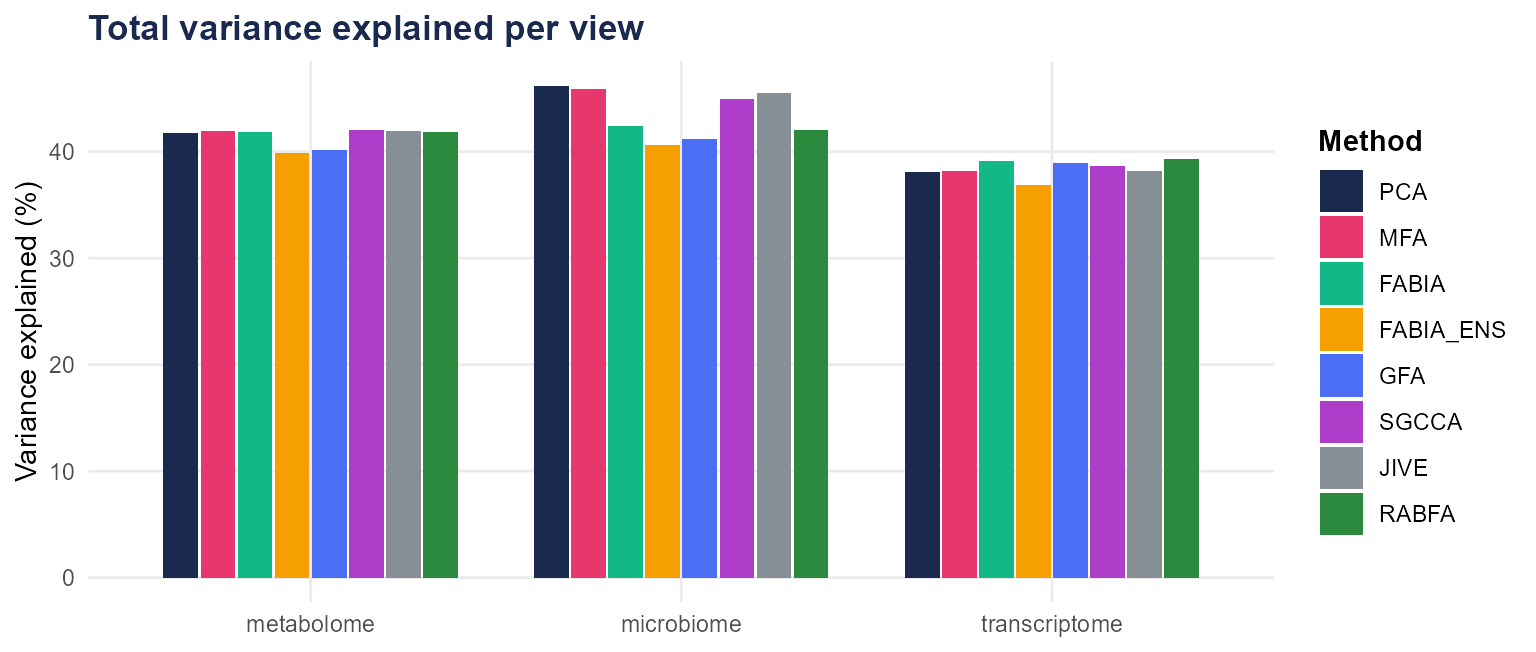 Total variance explained per view
Variance explained (%)
40
30
20
10
0
metabolome
microbiome
transcriptome
Method
PCA
MFA
FABIA
FABIA_ENS
GFA
SGCCA
JIVE
RABFA